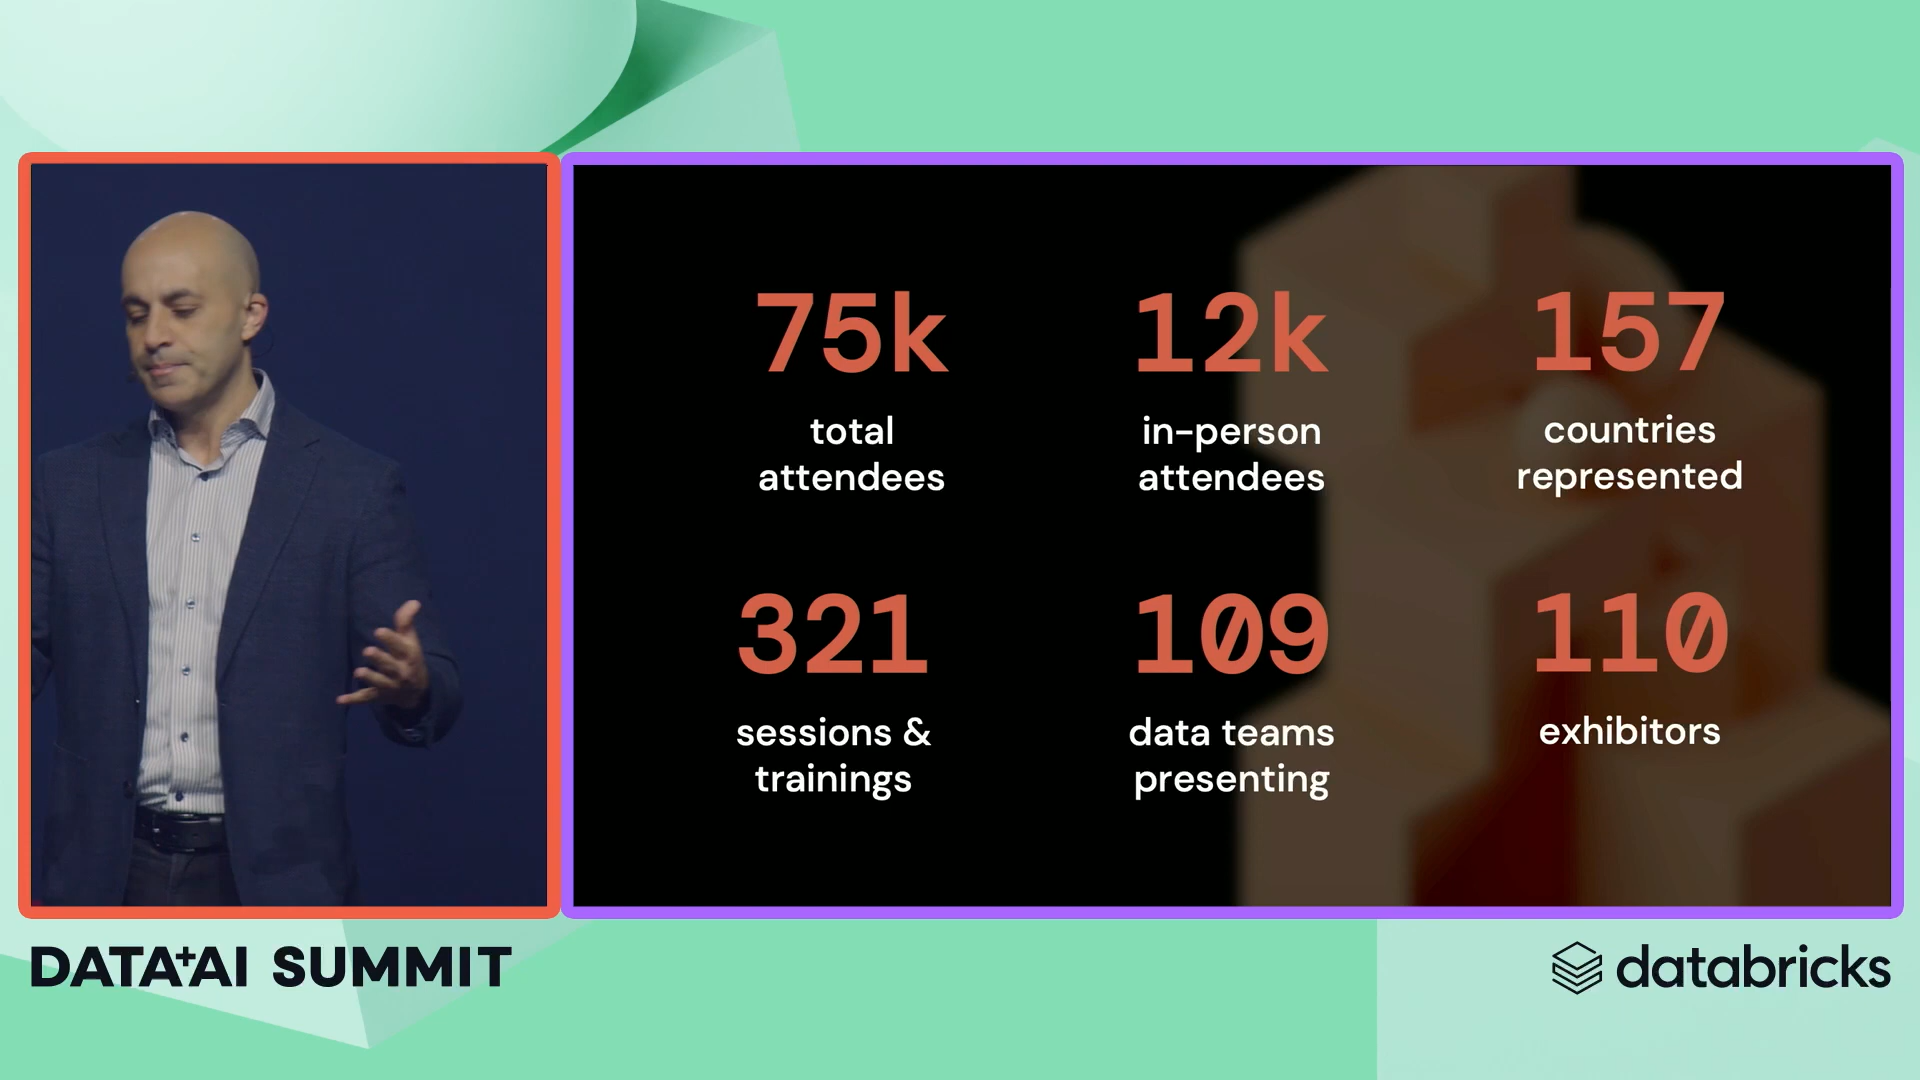 75k
total
attendees
12k
in-person
attendees
157
countries
represented
321
sessions &
trainings
109
data teams
presenting
110
exhibitors
DATA+AI SUMMIT
databricks